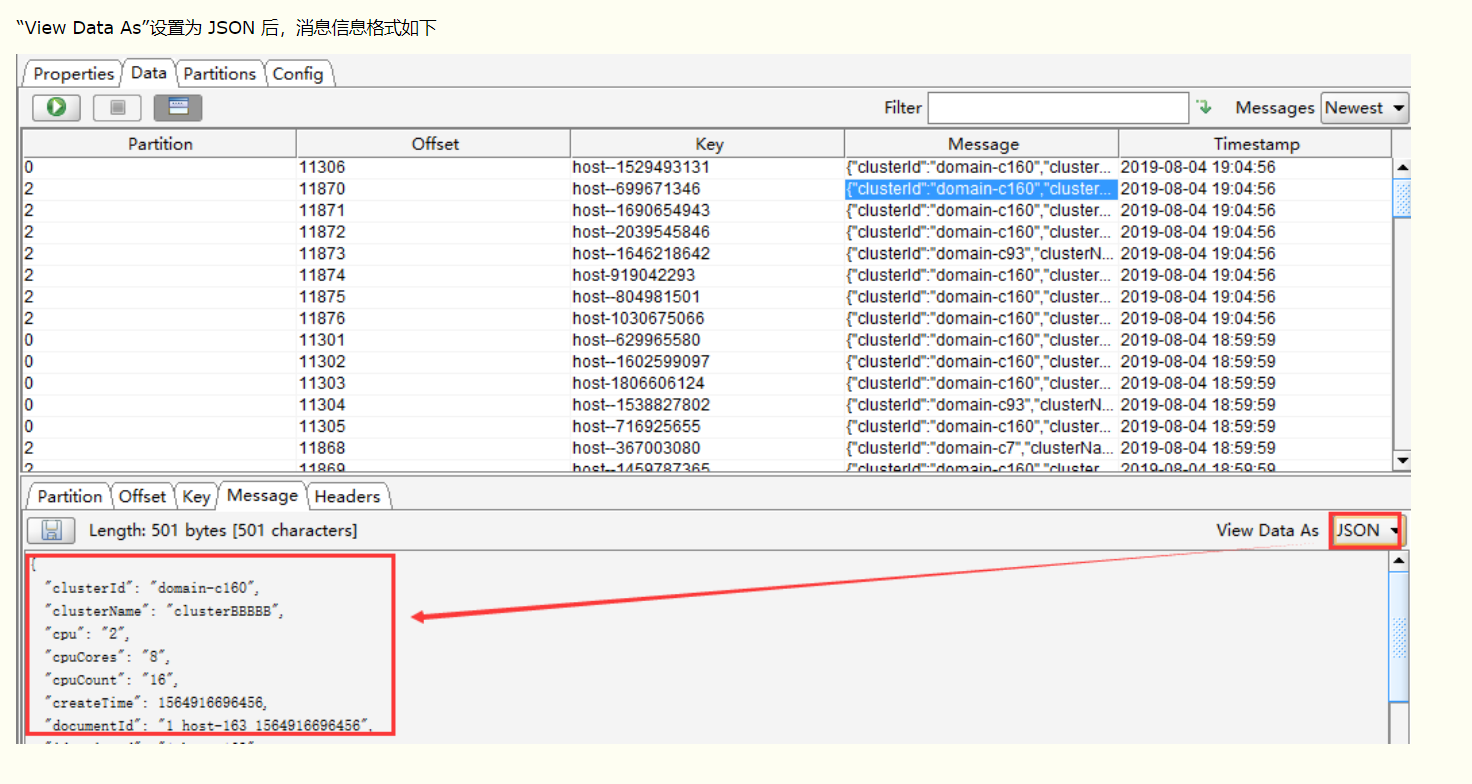 “View Data As”设置为 JSON 后，消息信息格式如下
Properties Data Partitions Config
Filter Messages Newest
Partition Offset Key Message Timestamp
0 11306 host--1529493131 {"clusterId":"domain-c160","cluster... 2019-08-04 19:04:56
2 11870 host--699671346 {"clusterId":"domain-c160","cluster... 2019-08-04 19:04:56
2 11871 host--1690654943 {"clusterId":"domain-c160","cluster... 2019-08-04 19:04:56
2 11872 host--2039545846 {"clusterId":"domain-c160","cluster... 2019-08-04 19:04:56
2 11873 host--1646218642 {"clusterId":"domain-c93","clusterN... 2019-08-04 19:04:56
2 11874 host-919042293 {"clusterId":"domain-c160","cluster... 2019-08-04 19:04:56
2 11875 host--804981501 {"clusterId":"domain-c160","cluster... 2019-08-04 19:04:56
2 11876 host-1030675066 {"clusterId":"domain-c160","cluster... 2019-08-04 19:04:56
0 11301 host--629965580 {"clusterId":"domain-c160","cluster... 2019-08-04 18:59:59
0 11302 host--1602599097 {"clusterId":"domain-c160","cluster... 2019-08-04 18:59:59
0 11303 host-1806606124 {"clusterId":"domain-c160","cluster... 2019-08-04 18:59:59
0 11304 host--1538827802 {"clusterId":"domain-c93","clusterN... 2019-08-04 18:59:59
0 11305 host--716925655 {"clusterId":"domain-c160","cluster... 2019-08-04 18:59:59
2 11868 host--367003080 {"clusterId":"domain-c7","clusterNa... 2019-08-04 18:59:59
2 11869 host--1459787365 {"clusterId":"domain-c160","cluster... 2019-08-04 18:59:59
Partition Offset Key Message Headers
Length: 501 bytes [501 characters] View Data As JSON
{
"clusterId": "domain-c160",
"clusterName": "clusterBBBBB",
"cpu": "2",
"cpuCores": "8",
"cpuCount": "16",
"createTime": 1564916696456,
"documentId": "1_host-163_1564916696456",